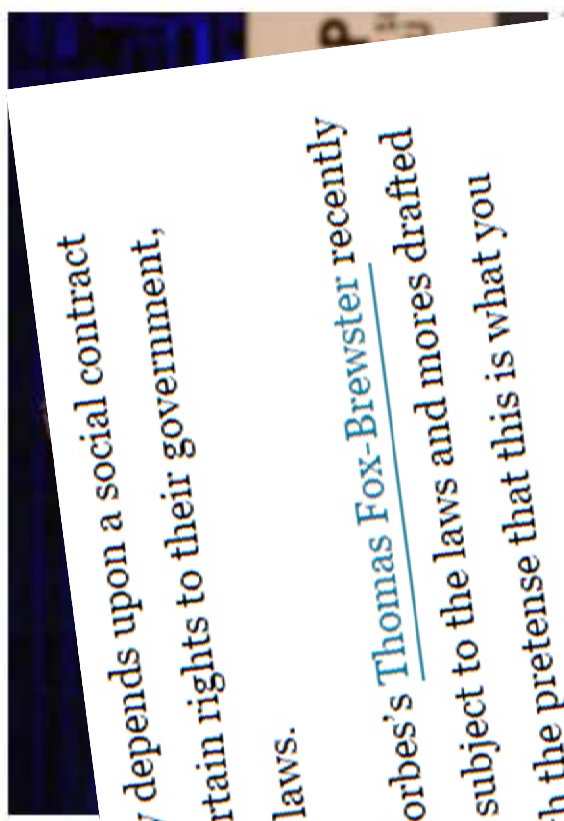 depends upon a social contract
rtain rights to their government,
laws.
orbes's Thomas Fox-Brewster recently
subject to the laws and mores drafted
h the pretense that this is what you